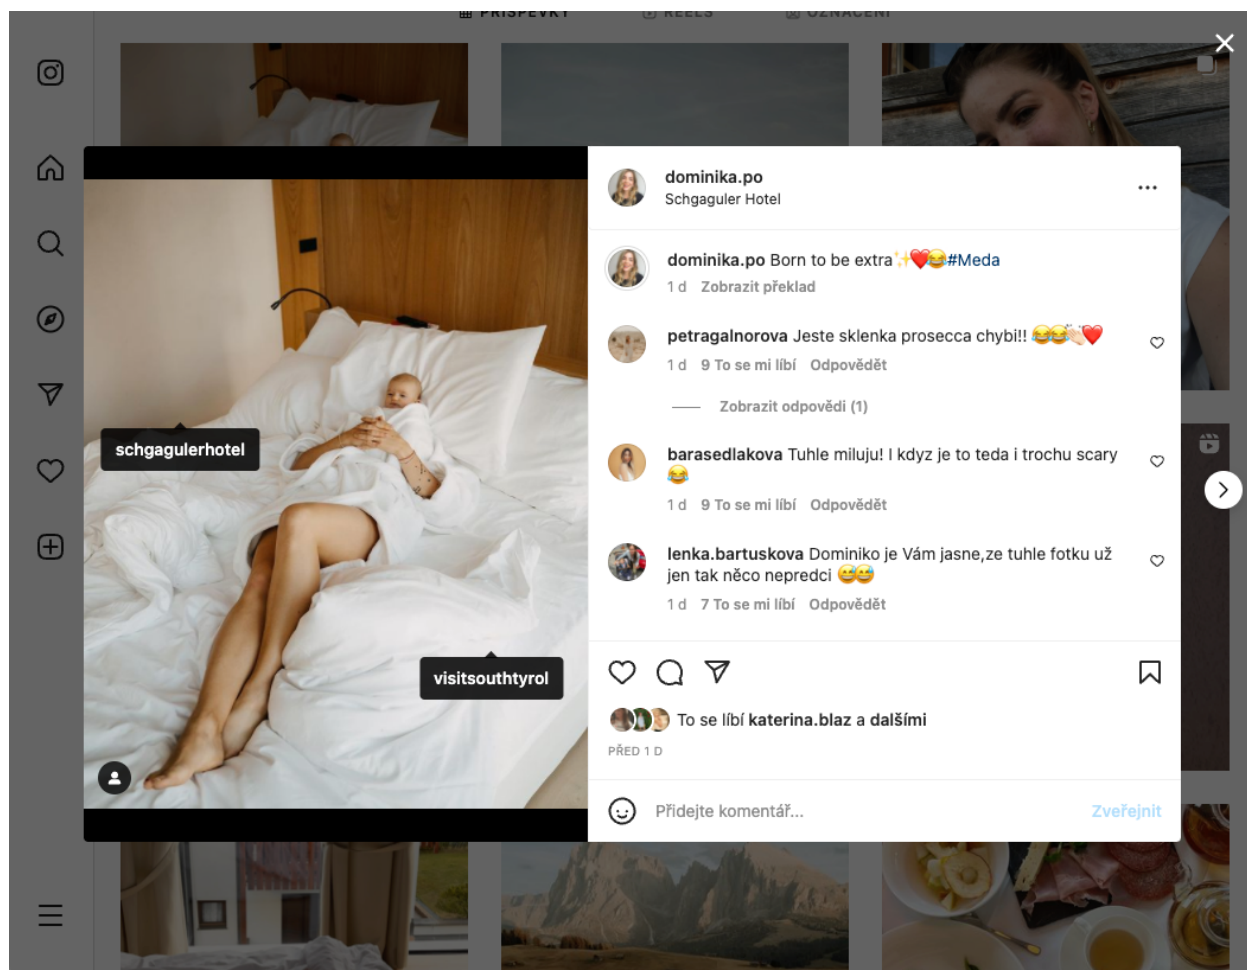 PŘÍSPĚVKY
REELS
OZNAČENÍ
schgagulerhotel
visitsouthtyrol
dominika.po
Schgaguler Hotel
dominika.po Born to be extra✨❤️😂#Meda
1 d Zobrazit překlad
petragalnorova Jeste sklenka prosecca chybi!! 😂😂👏🏻❤️
1 d 9 To se mi líbí Odpovědět
Zobrazit odpovědi (1)
barasedlakova Tuhle miluju! I kdyz je to teda i trochu scary
😂
1 d 9 To se mi líbí Odpovědět
lenka.bartuskova Dominiko je Vám jasne,ze tuhle fotku už
jen tak něco nepredci 😅😅
1 d 7 To se mi líbí Odpovědět
To se líbí katerina.blaz a dalšími
PŘED 1 D
Přidejte komentář...
Zveřejnit